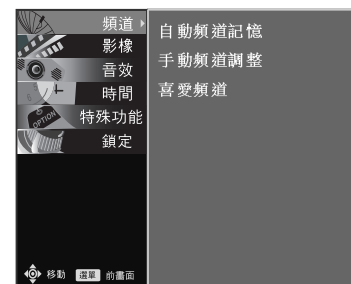 頻道
影像
音效
時間
OPTION
特殊功能
鎖定
自動頻道記憶
手動頻道調整
喜愛頻道
移動 選單 前畫面